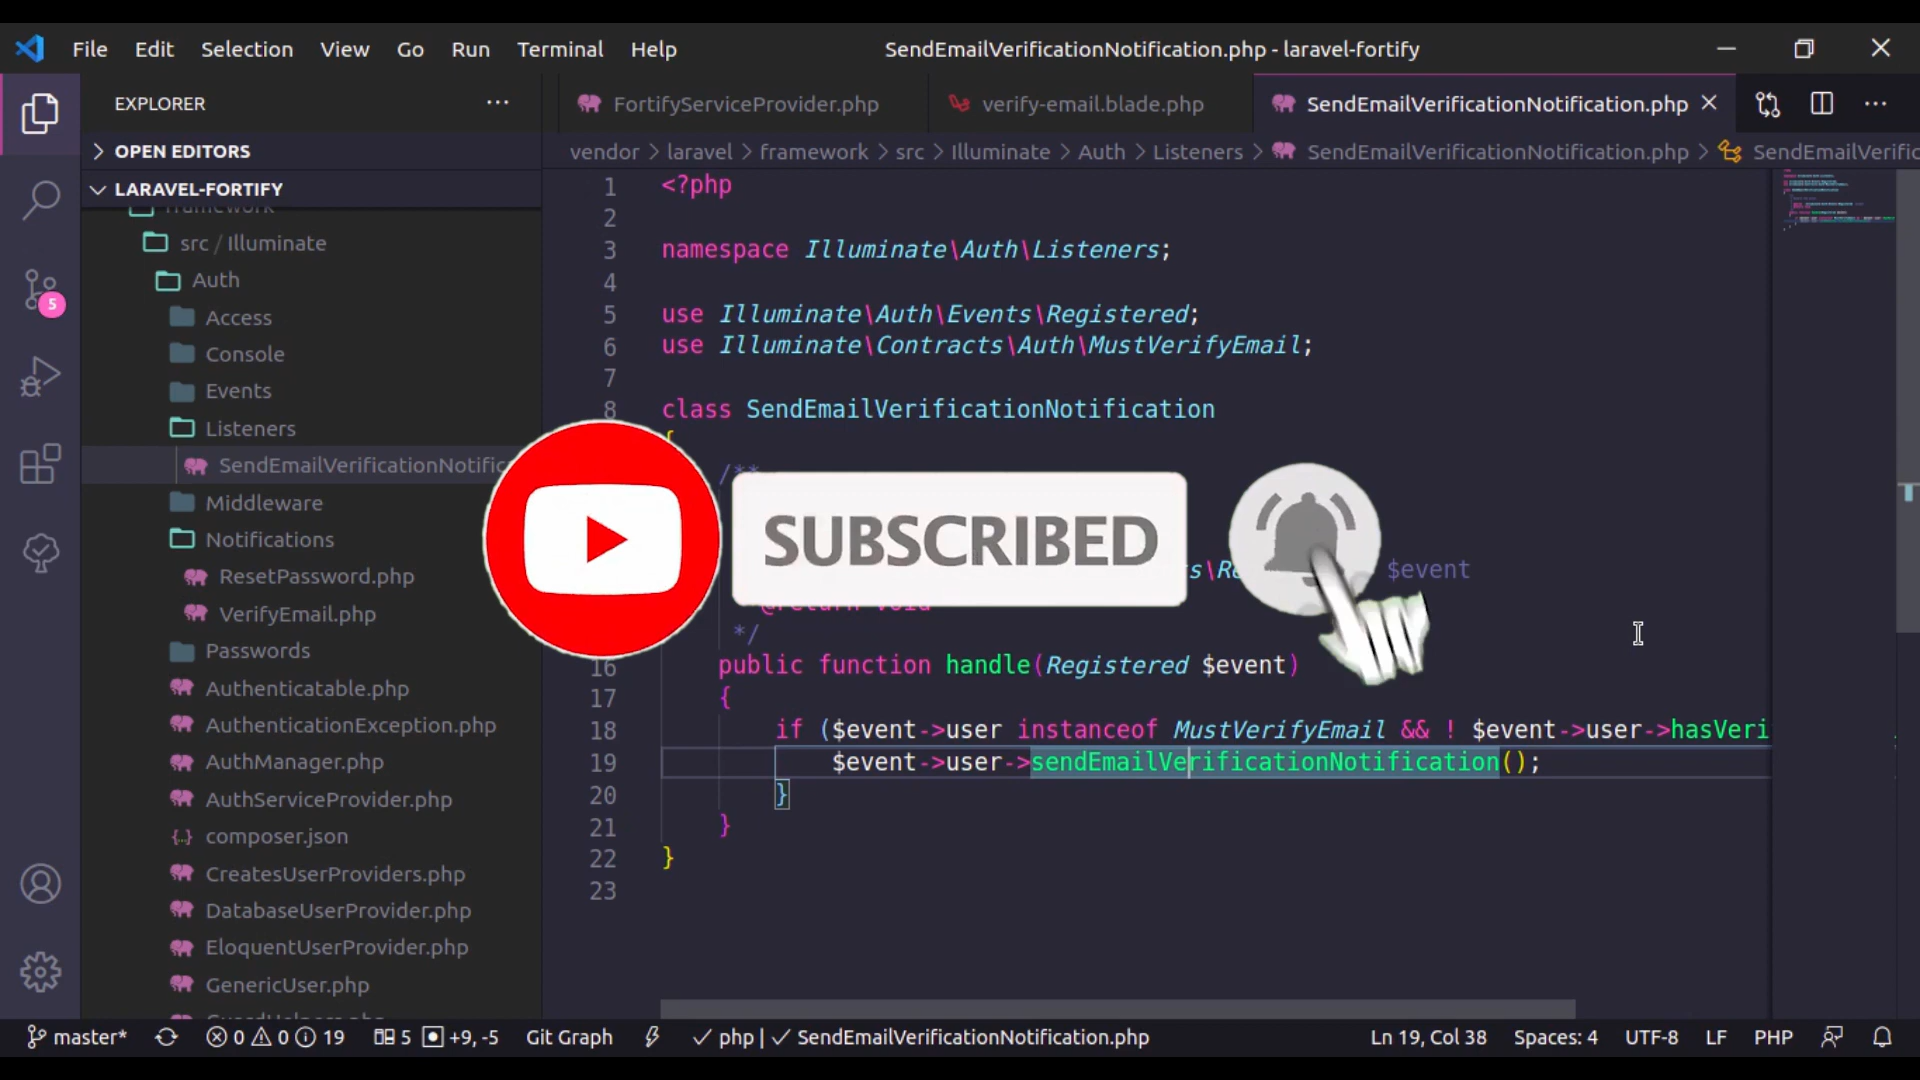 File Edit Selection View Go Run Terminal Help
SendEmailVerificationNotification.php - laravel-fortify
EXPLORER
OPEN EDITORS
LARAVEL-FORTIFY
framework
src / Illuminate
Auth
Access
Console
Events
Listeners
SendEmailVerificationNotific
Middleware
Notifications
ResetPassword.php
VerifyEmail.php
Passwords
Authenticatable.php
AuthenticationException.php
AuthManager.php
AuthServiceProvider.php
composer.json
CreatesUserProviders.php
DatabaseUserProvider.php
EloquentUserProvider.php
GenericUser.php
5
FortifyServiceProvider.php
verify-email.blade.php
SendEmailVerificationNotification.php
vendor > laravel > framework > src > Illuminate > Auth > Listeners > SendEmailVerificationNotification.php > SendEmailVerific
1 <?php
2
3 namespace Illuminate\Auth\Listeners;
4
5 use Illuminate\Auth\Events\Registered;
6 use Illuminate\Contracts\Auth\MustVerifyEmail;
7
8 class SendEmailVerificationNotification
{
/**
$event
@return void
*/
16 public function handle(Registered $event)
17 {
18 if ($event->user instanceof MustVerifyEmail && ! $event->user->hasVeri
19 $event->user->sendEmailVerificationNotification();
20 }
21 }
22 }
23
SUBSCRIBED
master* 0 0 19 5 +9, -5 Git Graph php | SendEmailVerificationNotification.php Ln 19, Col 38 Spaces: 4 UTF-8 LF PHP